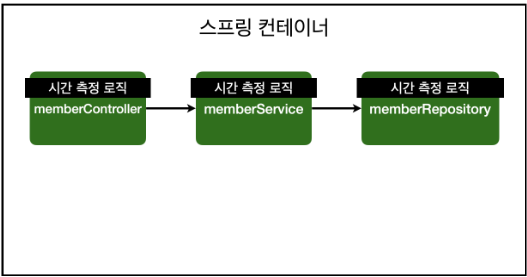 스프링 컨테이너
시간 측정 로직
memberController
시간 측정 로직
memberService
시간 측정 로직
memberRepository